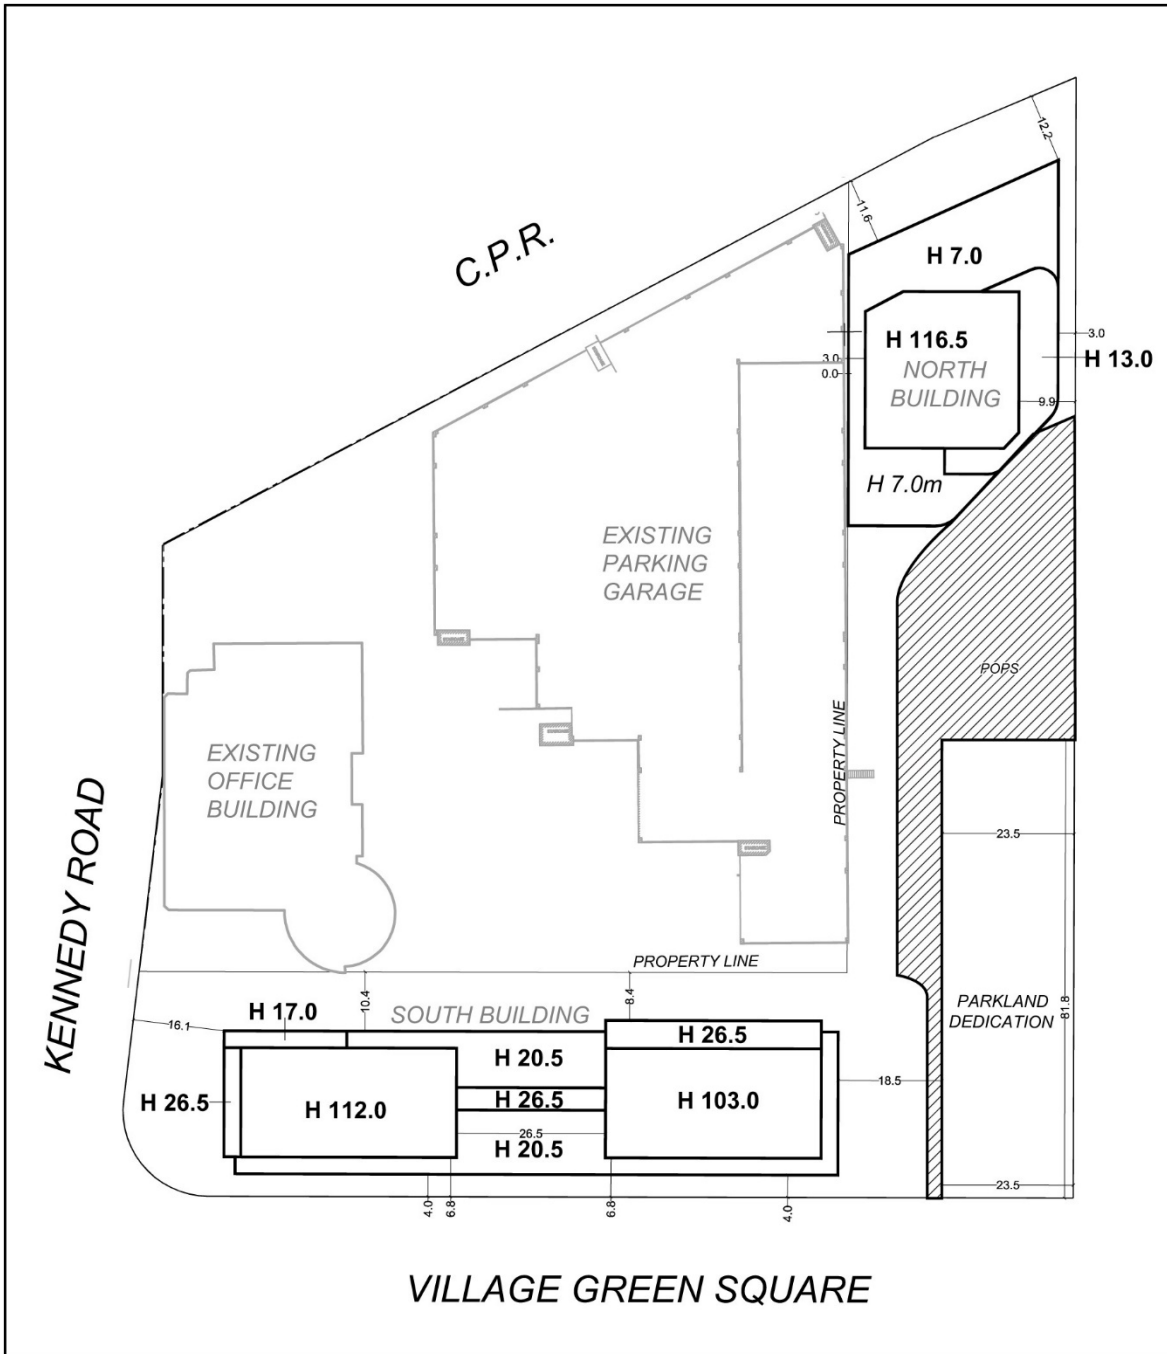 12.2
11.6
C.P.R.
H 7.0
H 116.5
3.0
3.0
H 13.0
0.0
NORTH
BUILDING
9.9
H 7.0m
EXISTING
PARKING
GARAGE
POPS
PROPERTY LINE
EXISTING
OFFICE
BUILDING
KENNEDY ROAD
23.5
PROPERTY LINE
10.4
8.4
H 17.0
SOUTH BUILDING
16.1
PARKLAND
DEDICATION
81.8
H 26.5
H 20.5
H 26.5
H 112.0
H 26.5
H 103.0
18.5
26.5
H 20.5
23.5
4.0
6.8
6.8
4.0
VILLAGE GREEN SQUARE